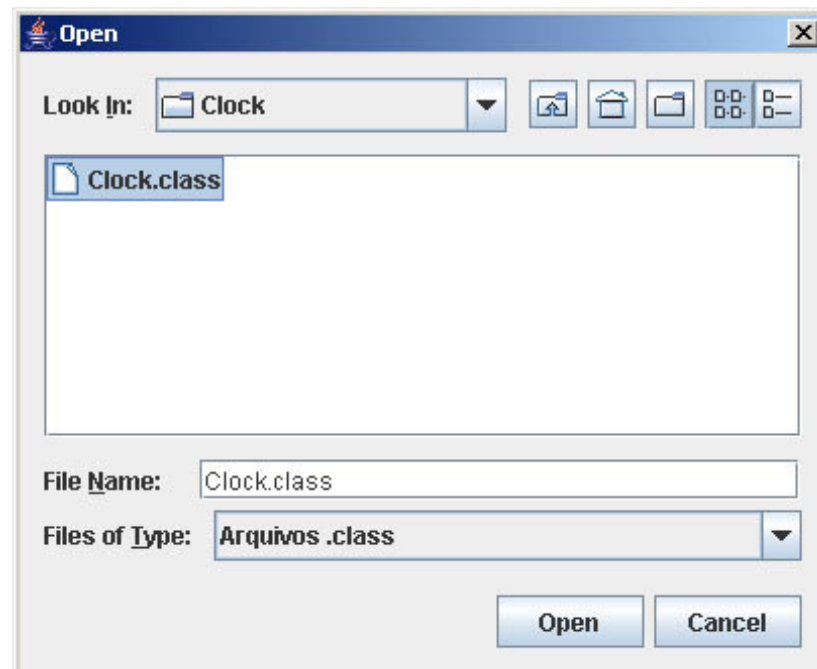 Open
Look In: Clock
Clock.class
File Name: Clock.class
Files of Type: Arquivos .class
Open Cancel